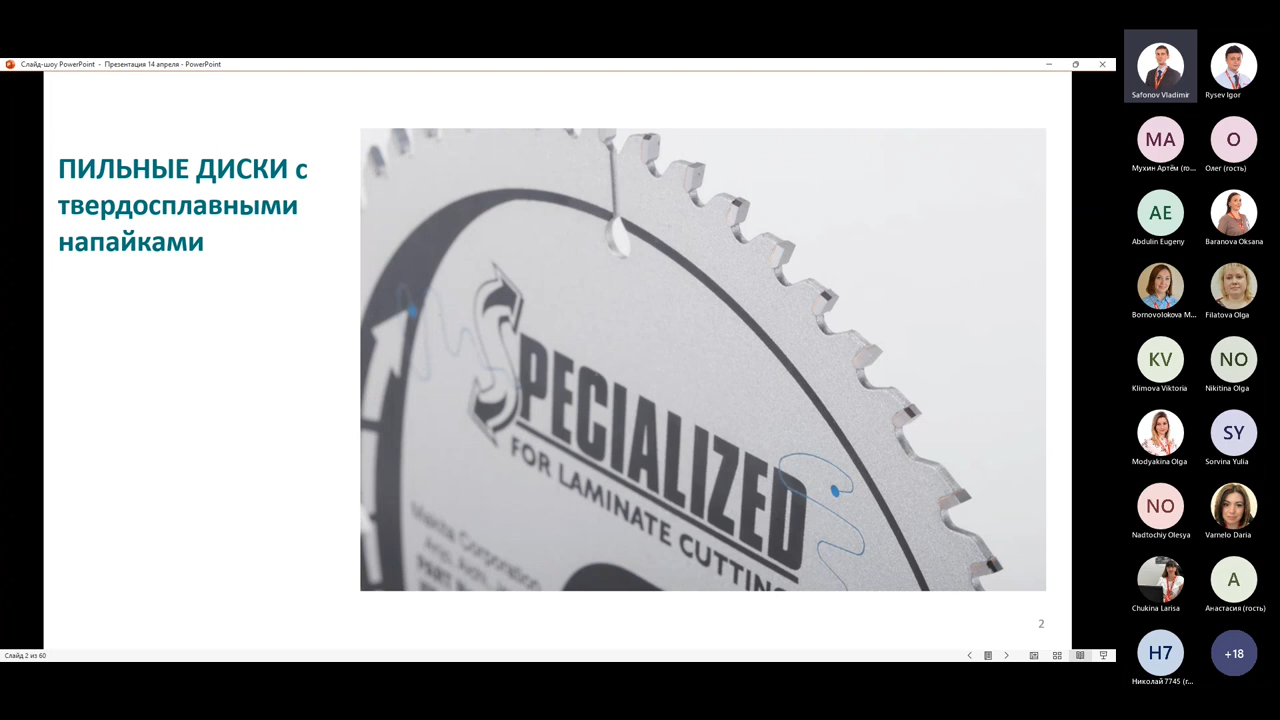 Слайд-шоу PowerPoint - Презентация 14 апреля - PowerPoint
ПИЛЬНЫЕ ДИСКИ с
твердосплавными
напайками
SPECIALIZED
FOR LAMINATE CUTTING
Makita Corporation
2
Слайд 2 из 60
Safonov Vladimir
Rysev Igor
MA
Мухин Артём (го...
О
Олег (гость)
AE
Abdulin Eugeny
Baranova Oksana
Bornovolokova M...
Filatova Olga
KV
Klimova Viktoria
NO
Nikitina Olga
Modyakina Olga
SY
Sorvina Yulia
NO
Nadtochiy Olesya
Varnelo Daria
Chukina Larisa
А
Анастасия (гость)
Н7
Николай 7745 (г...
+18